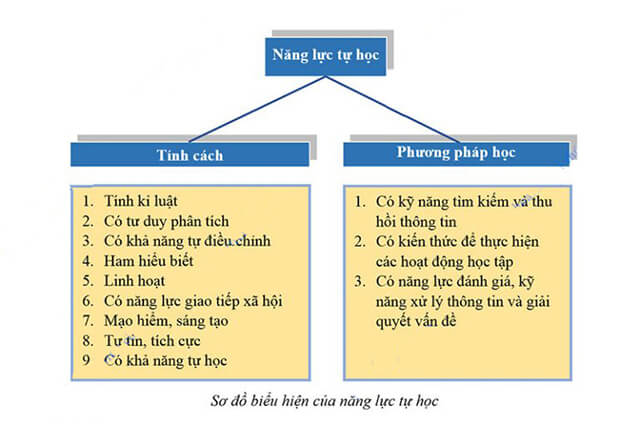 Năng lực tự học
Tính cách
1. Tính kỉ luật
2. Có tư duy phân tích
3. Có khả năng tự điều chỉnh
4. Ham hiểu biết
5. Linh hoạt
6. Có năng lực giao tiếp xã hội
7. Mạo hiểm, sáng tạo
8. Tự tin, tích cực
9 Có khả năng tự học
Phương pháp học
1. Có kỹ năng tìm kiếm và thu
hồi thông tin
2. Có kiến thức để thực hiện
các hoạt động học tập
3. Có năng lực đánh giá, kỹ
năng xử lý thông tin và giải
quyết vấn đề
Sơ đồ biểu hiện của năng lực tự học